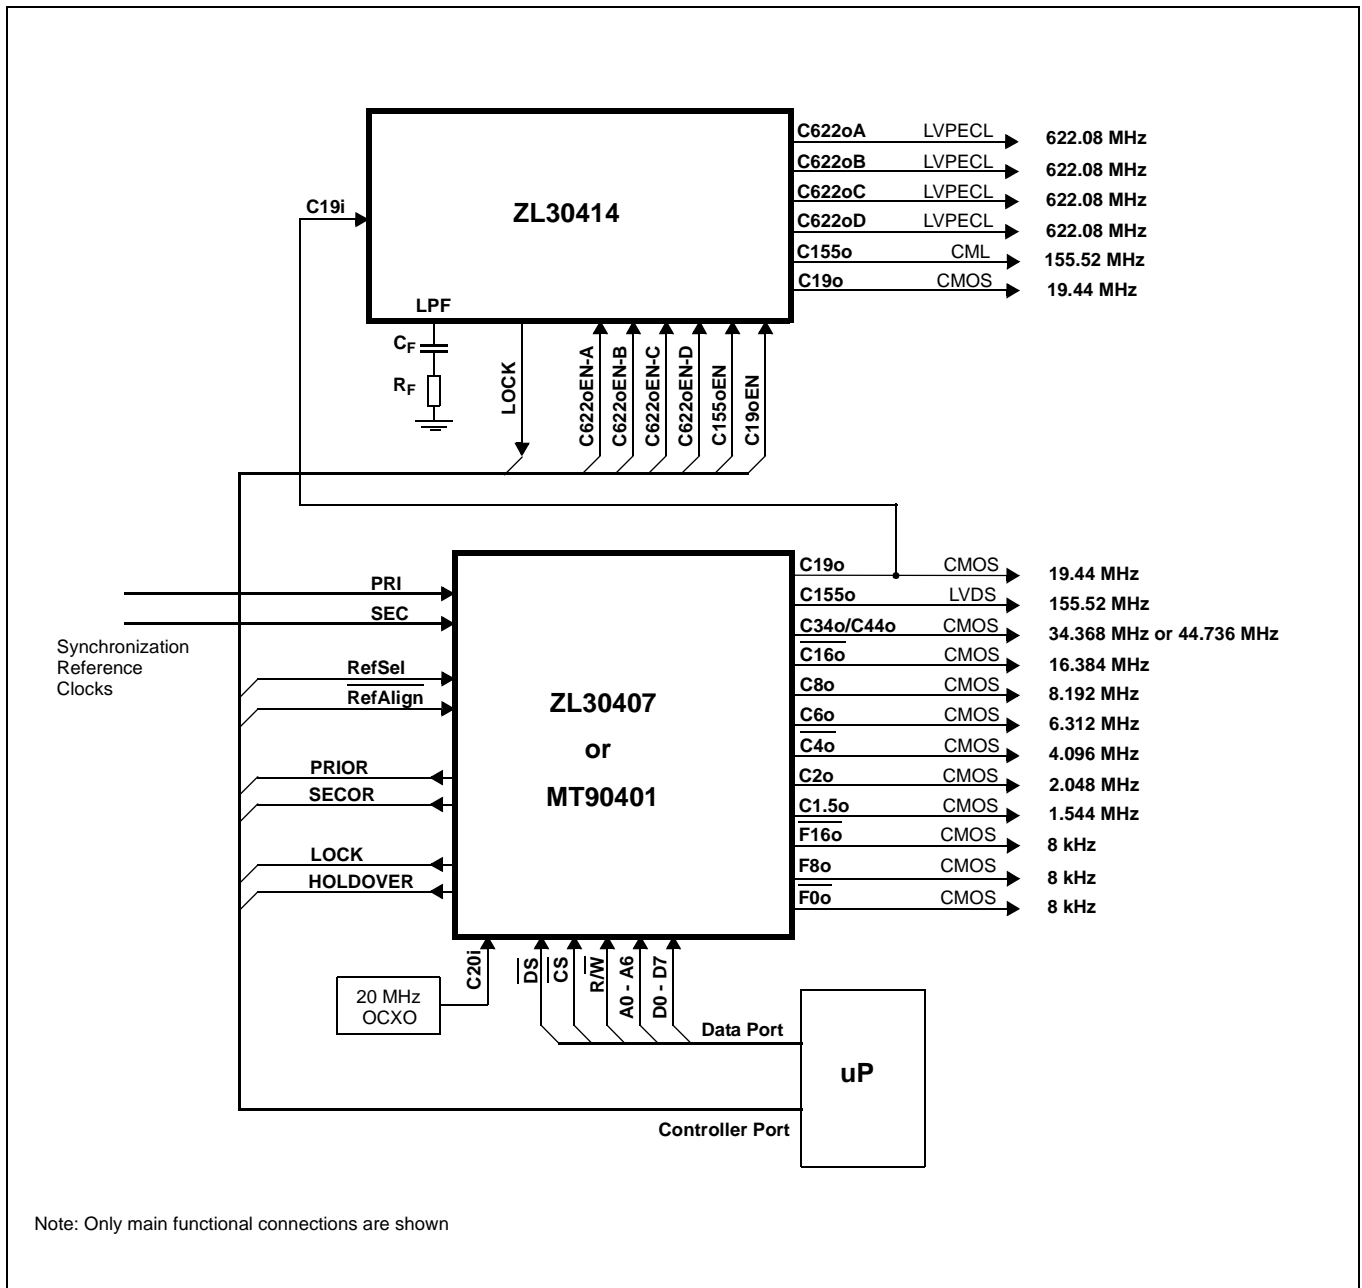 C622oA LVPECL 622.08 MHz
C622oB LVPECL 622.08 MHz
C622oC LVPECL 622.08 MHz
C622oD LVPECL 622.08 MHz
C155o CML 155.52 MHz
C19o CMOS 19.44 MHz
C19i
ZL30414
LPF
CF
RF
LOCK
C622oEN-A
C622oEN-B
C622oEN-C
C622oEN-D
C155oEN
C19oEN
C19o CMOS 19.44 MHz
C155o LVDS 155.52 MHz
C34o/C44o CMOS 34.368 MHz or 44.736 MHz
C16o CMOS 16.384 MHz
C8o CMOS 8.192 MHz
C6o CMOS 6.312 MHz
C4o CMOS 4.096 MHz
C2o CMOS 2.048 MHz
C1.5o CMOS 1.544 MHz
F16o CMOS 8 kHz
F8o CMOS 8 kHz
F0o CMOS 8 kHz
PRI
SEC
Synchronization
Reference
Clocks
RefSel
RefAlign
PRIOR
SECOR
LOCK
HOLDOVER
ZL30407
or
MT90401
C20i
DS
CS
R/W
A0 - A6
D0 - D7
20 MHz
OCXO
Data Port
uP
Controller Port
Note: Only main functional connections are shown